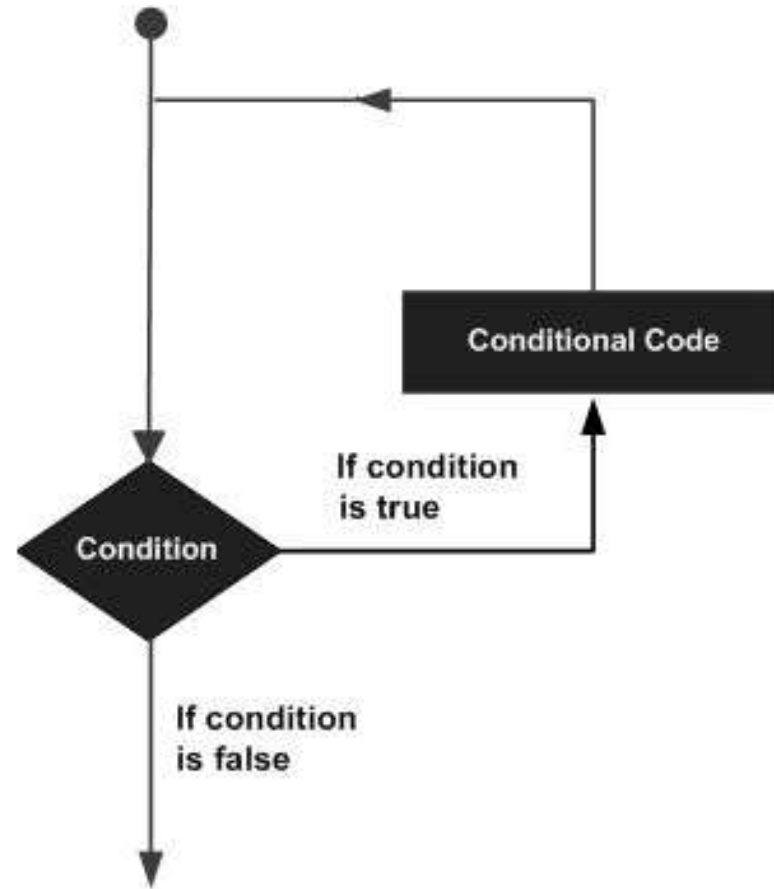 Conditional Code
If condition
is true
Condition
If condition
is false